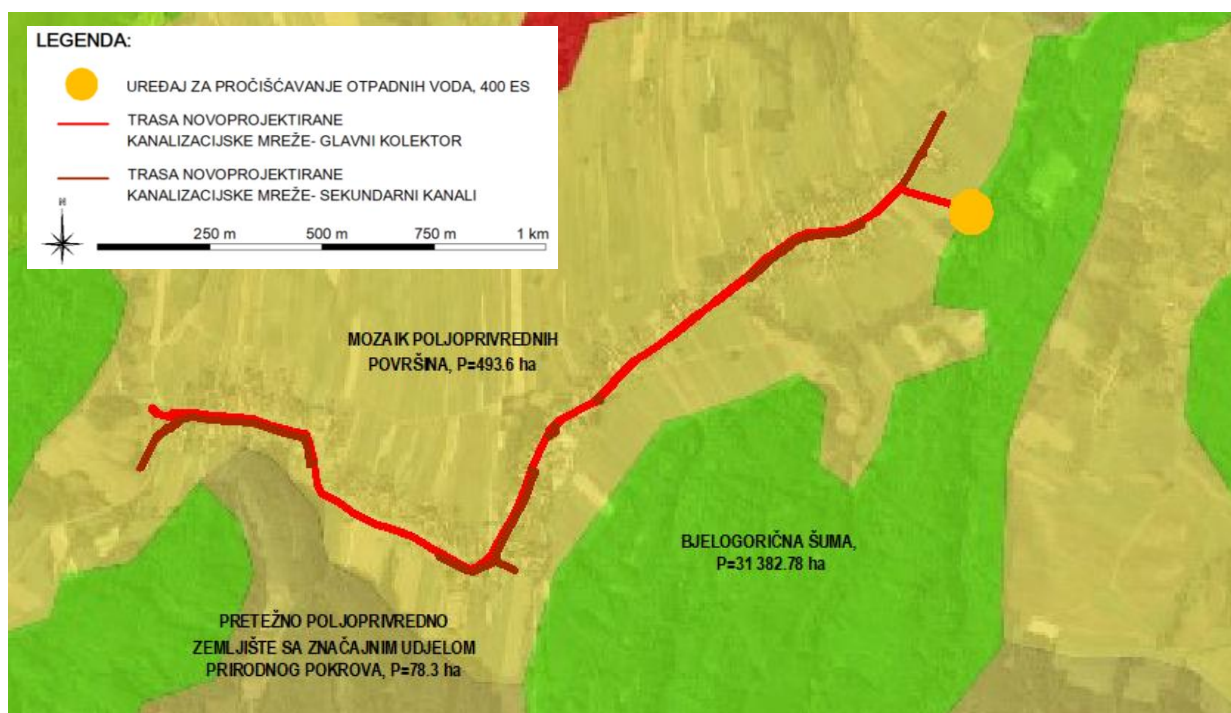 LEGENDA:
UREĐAJ ZA PROČIŠĆAVANJE OTPADNIH VODA, 400 ES
TRASA NOVOPROJEKTIRANE
KANALIZACIJSKE MREŽE- GLAVNI KOLEKTOR
TRASA NOVOPROJEKTIRANE
KANALIZACIJSKE MREŽE- SEKUNDARNI KANALI
N
250 m 500 m 750 m 1 km
MOZAIK POLJOPRIVREDNIH
POVRŠINA, P=493.6 ha
BJELOGORIČNA ŠUMA,
P=31 382.78 ha
PRETEŽNO POLJOPRIVREDNO
ZEMLJIŠTE SA ZNAČAJNIM UDJELOM
PRIRODNOG POKROVA, P=78.3 ha